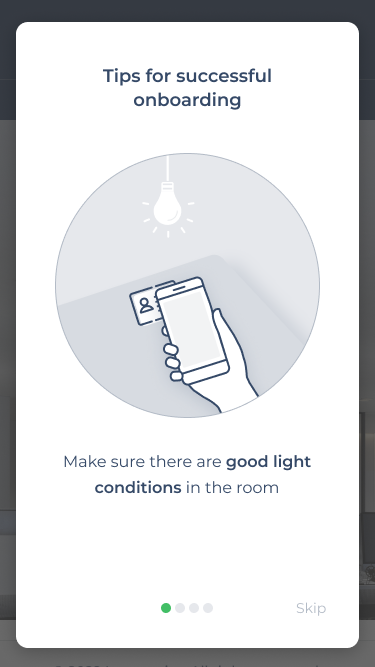 Tips for successful
onboarding
Make sure there are good light
conditions in the room
Skip